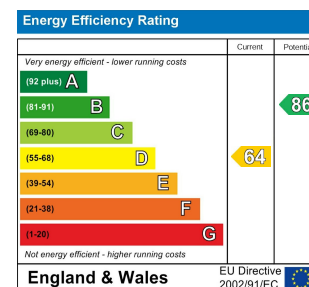 Energy Efficiency Rating
Current
Very energy efficient - lower running costs
(92 plus) A
(81-91) B
86
(69-80) C
(55-68) D
64
(39-54) E
(21-38) F
(1-20) G
Not energy efficient - higher running costs
England & Wales
EU Directive
2002/91/EC